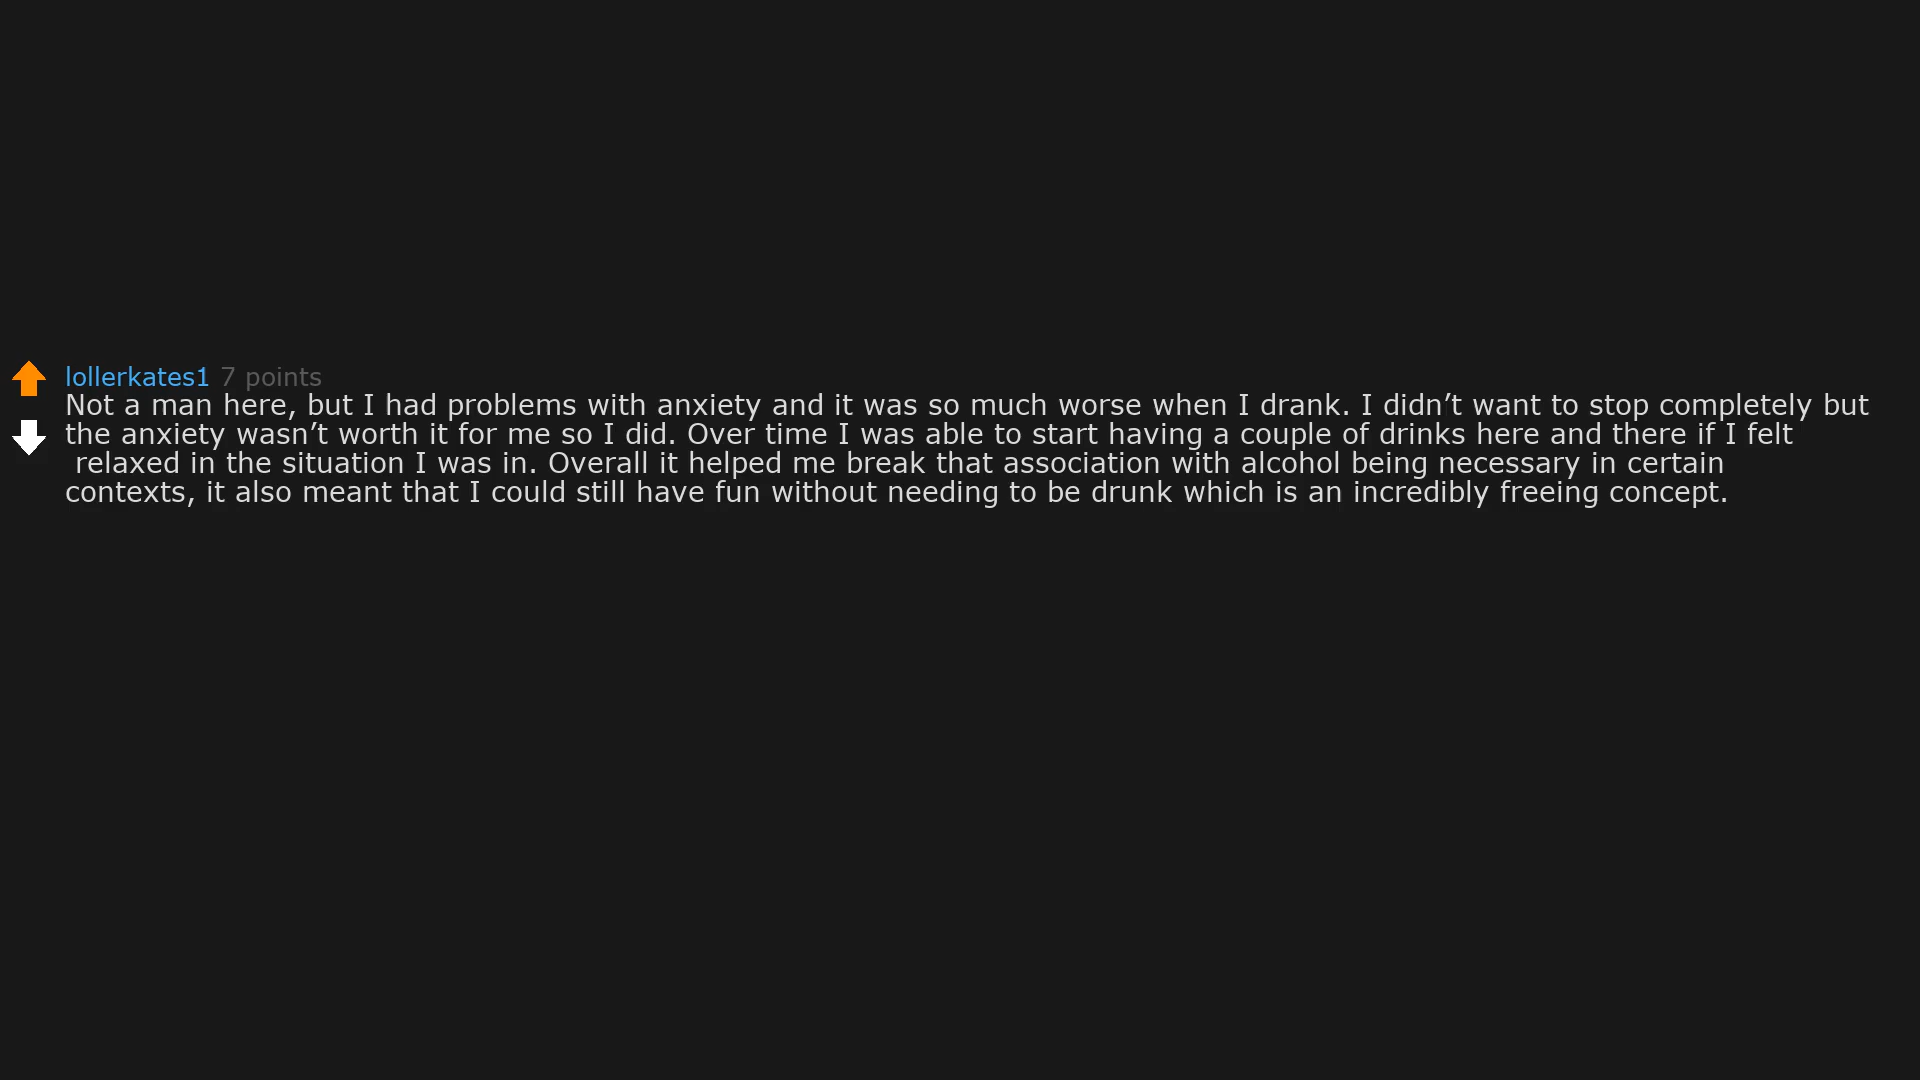 lollerkates1 7 points
Not a man here, but I had problems with anxiety and it was so much worse when I drank. I didn’t want to stop completely but
the anxiety wasn’t worth it for me so I did. Over time I was able to start having a couple of drinks here and there if I felt
relaxed in the situation I was in. Overall it helped me break that association with alcohol being necessary in certain
contexts, it also meant that I could still have fun without needing to be drunk which is an incredibly freeing concept.